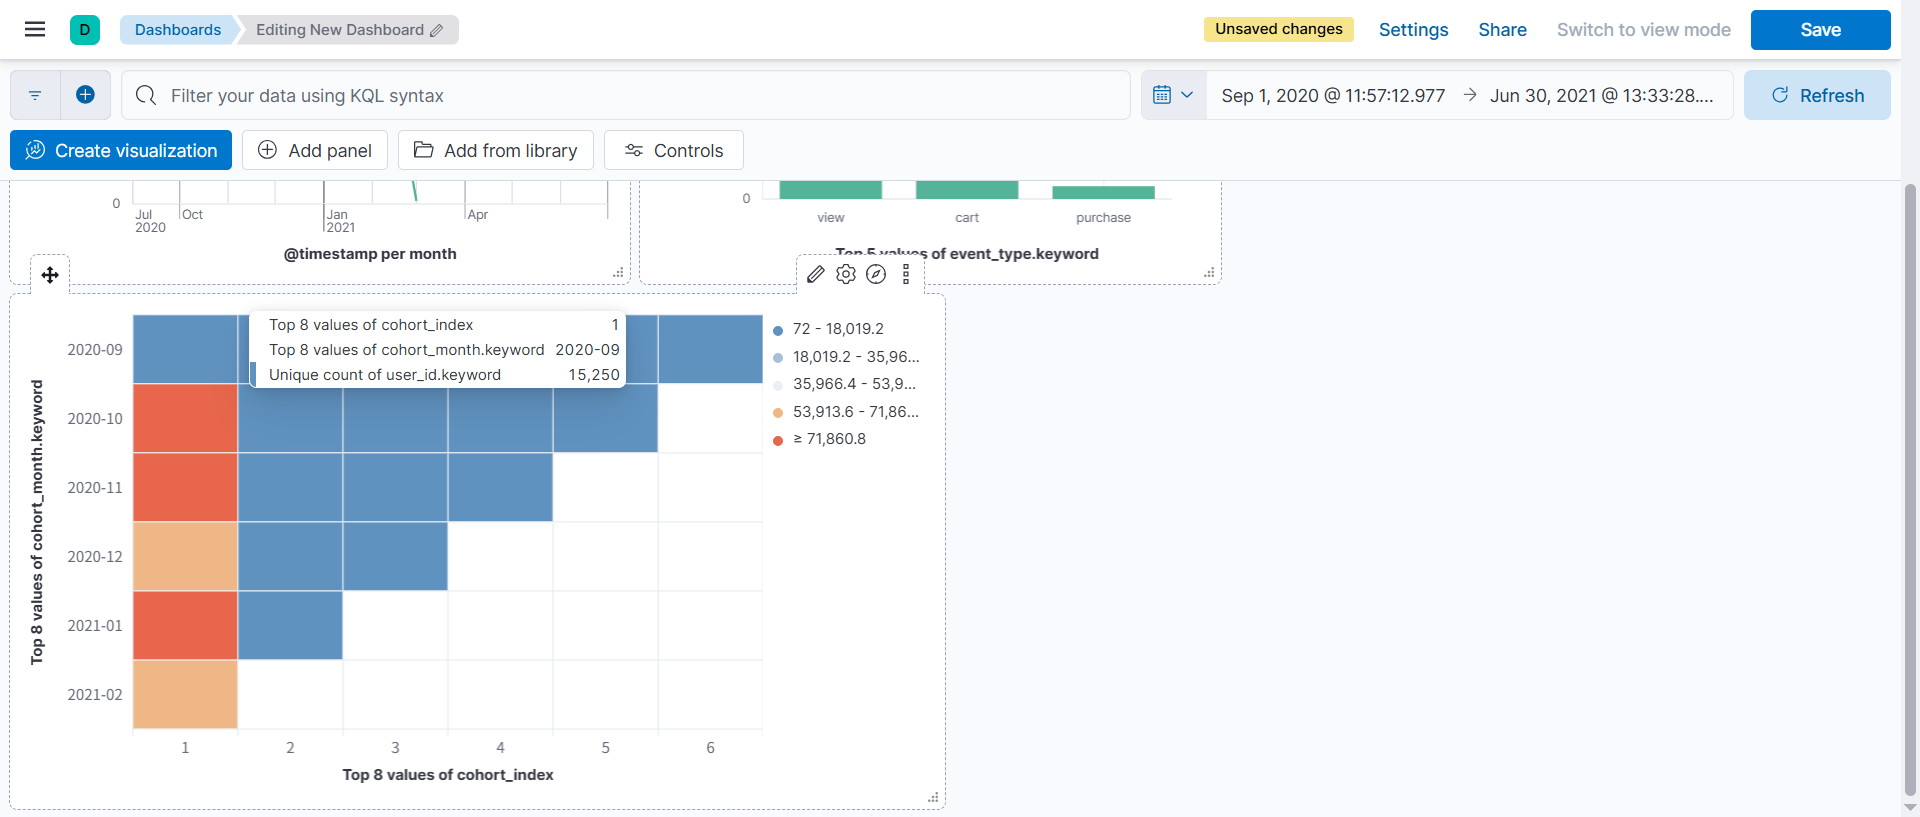 D
Dashboards
Editing New Dashboard
Unsaved changes
Settings
Share
Switch to view mode
Save
Filter your data using KQL syntax
Sep 1, 2020 @ 11:57:12.977
Jun 30, 2021 @ 13:33:28....
Refresh
Create visualization
Add panel
Add from library
Controls
0
Jul
2020
Oct
Jan
2021
Apr
@timestamp per month
0
view
cart
purchase
Top 5 values of event_type.keyword
Top 8 values of cohort_month.keyword
2020-09
2020-10
2020-11
2020-12
2021-01
2021-02
Top 8 values of cohort_index 1
Top 8 values of cohort_month.keyword 2020-09
Unique count of user_id.keyword 15,250
72 - 18,019.2
18,019.2 - 35,96...
35,966.4 - 53,9...
53,913.6 - 71,86...
≥ 71,860.8
1 2 3 4 5 6
Top 8 values of cohort_index